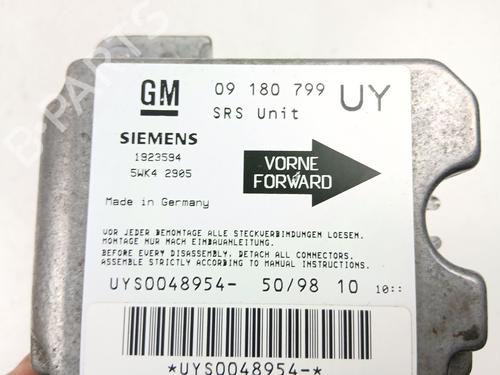 GM
09 180 799 UY
SRS Unit
SIEMENS
1923594
5WK4 2905
VORNE
FORWARD
Made in Germany
VOR JEDER DEMONTAGE ALLE STECKVERBINDUNGEN LOESEN.
MONTAGE NUR NACH EINBAUANLEITUNG.
BEFORE EVERY DISASSEMBLY, DETACH ALL CONNECTORS.
ASSEMBLE STRICTLY ACCORDING TO MANUAL INSTRUCTIONS.
UYS0048954- 50/98 10 10::
*UYS0048954-*
B-PARTS